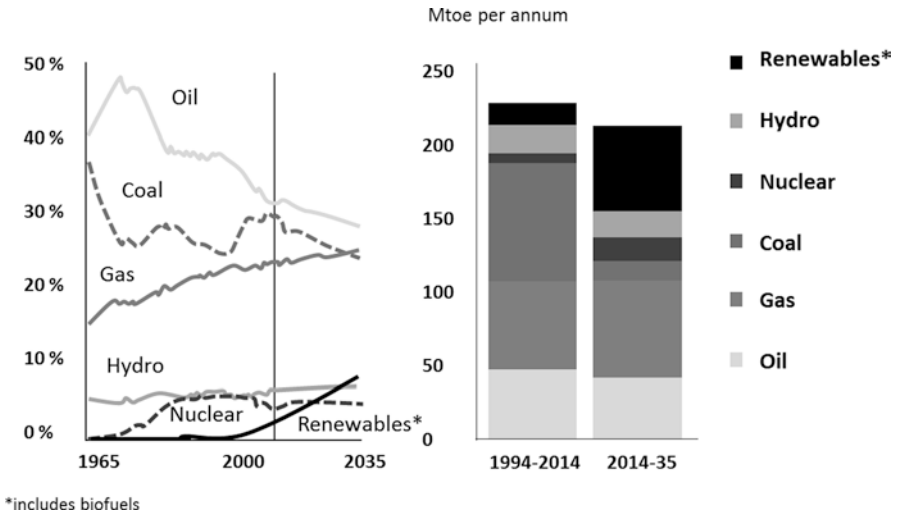 Mtoe per annum
50 %
40 %
30 %
20 %
10 %
0 %
Oil
Coal
Gas
Hydro
Nuclear
Renewables*
1965
2000
2035
250
200
150
100
50
0
1994-2014
2014-35
Renewables*
Hydro
Nuclear
Coal
Gas
Oil
*includes biofuels